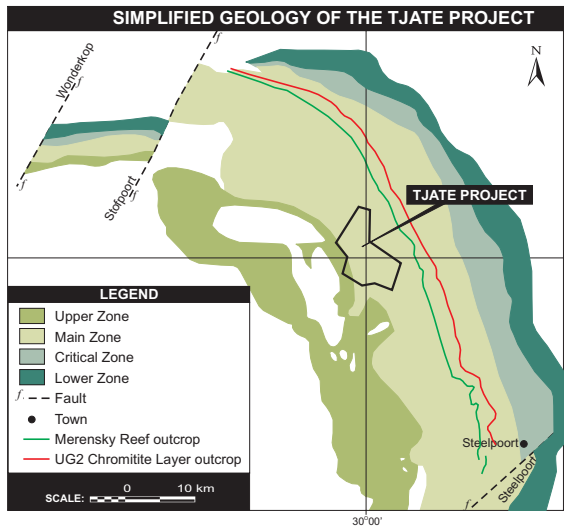 SIMPLIFIED GEOLOGY OF THE TJATE PROJECT
Wonderkop
f
f
f
Stofpoort
f
N
TJATE PROJECT
LEGEND
Upper Zone
Main Zone
Critical Zone
Lower Zone
f Fault
Town
Merensky Reef outcrop
UG2 Chromitite Layer outcrop
SCALE:
0 10 km
Steelpoort
Steelpoort
f
30°00'